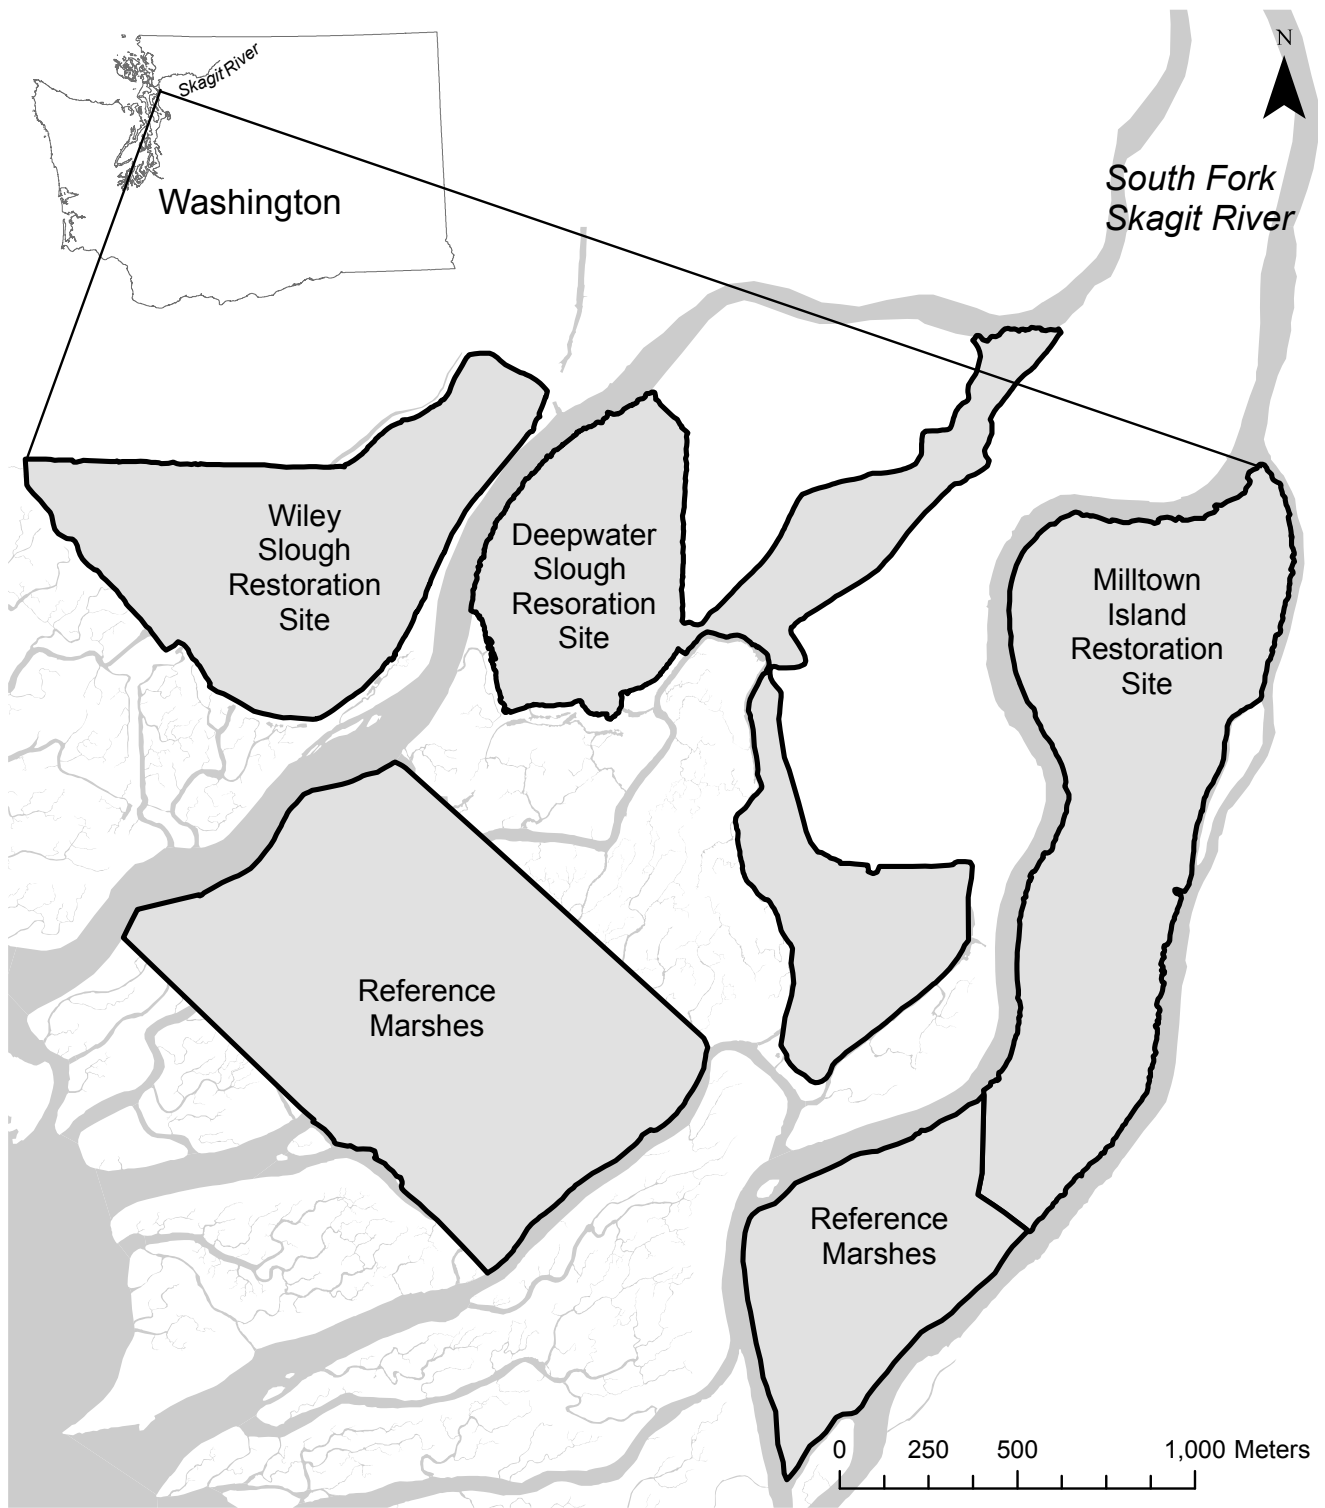 N
Skagit River
Washington
South Fork
Skagit River
Wiley
Slough
Restoration
Site
Deepwater
Slough
Resoration
Site
Milltown
Island
Restoration
Site
Reference
Marshes
Reference
Marshes
0 250 500 1,000 Meters